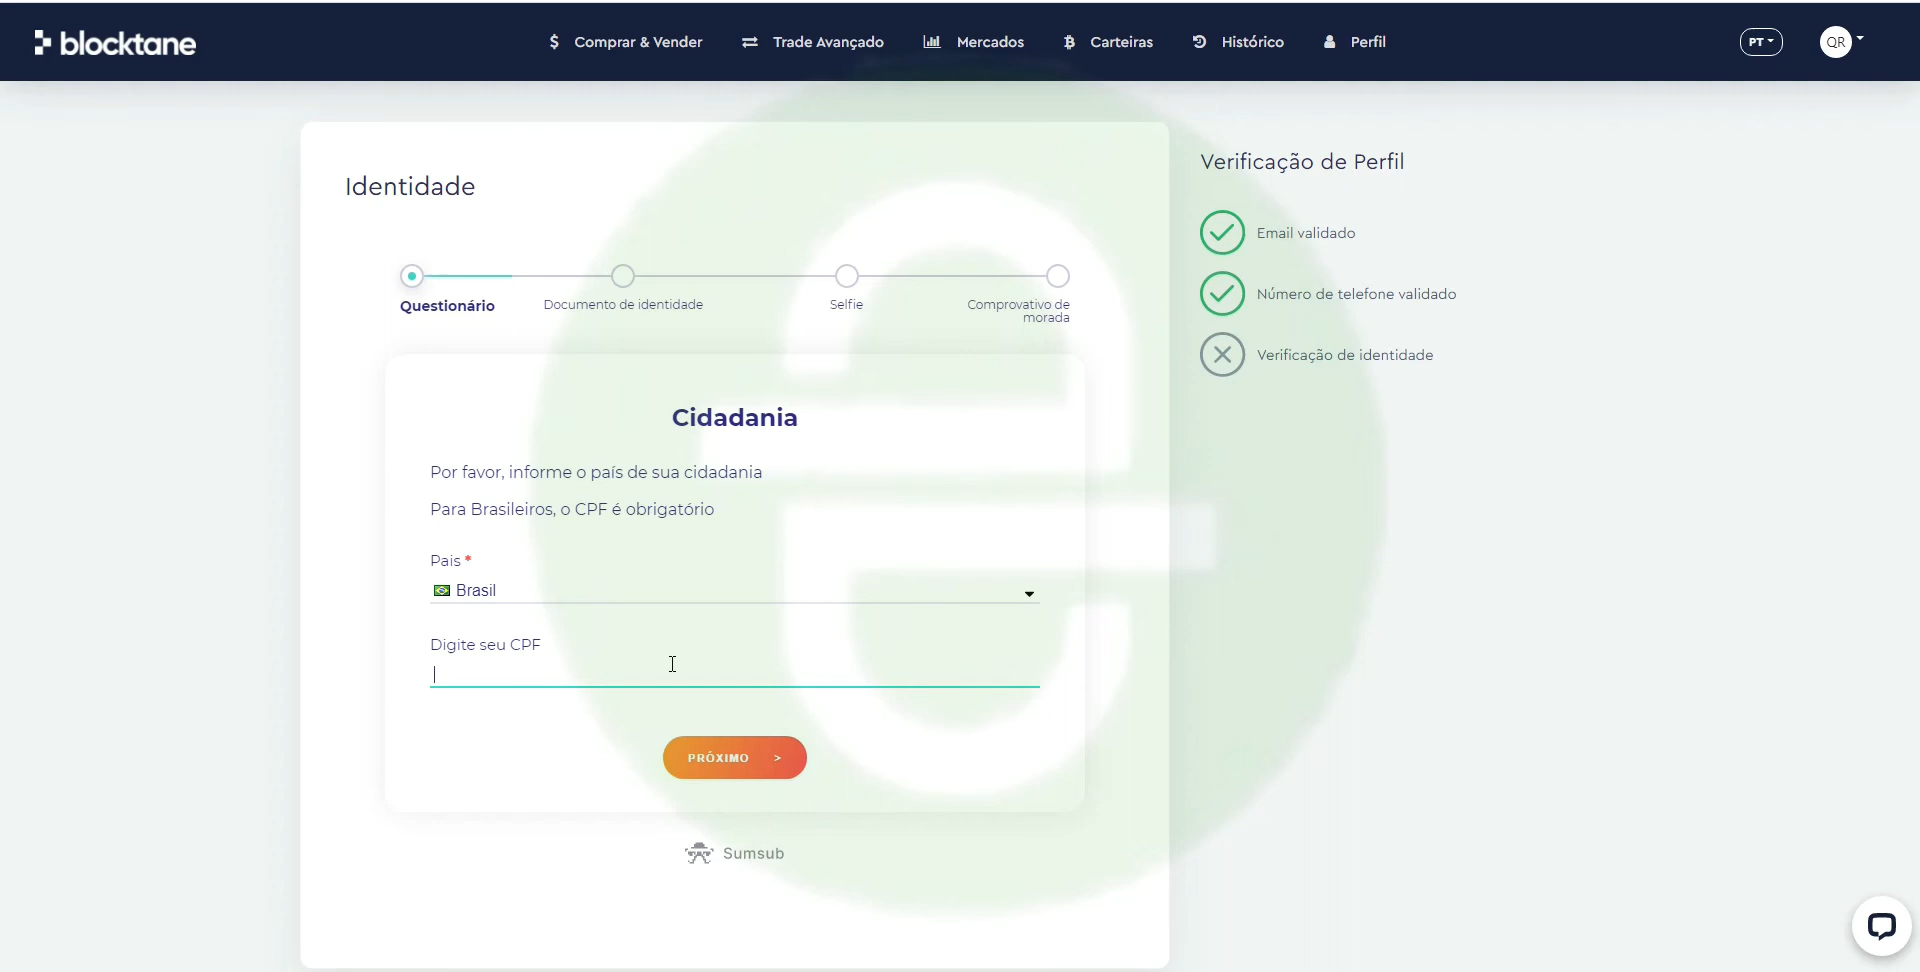 blocktane
Comprar & Vender
Trade Avançado
Mercados
Carteiras
Histórico
Perfil
PT
QR
Identidade
Questionário
Documento de identidade
Selfie
Comprovativo de
morada
Cidadania
Por favor, informe o país de sua cidadania
Para Brasileiros, o CPF é obrigatório
Pais *
Brasil
Digite seu CPF
PRÓXIMO >
Sumsub
Verificação de Perfil
Email validado
Número de telefone validado
Verificação de identidade